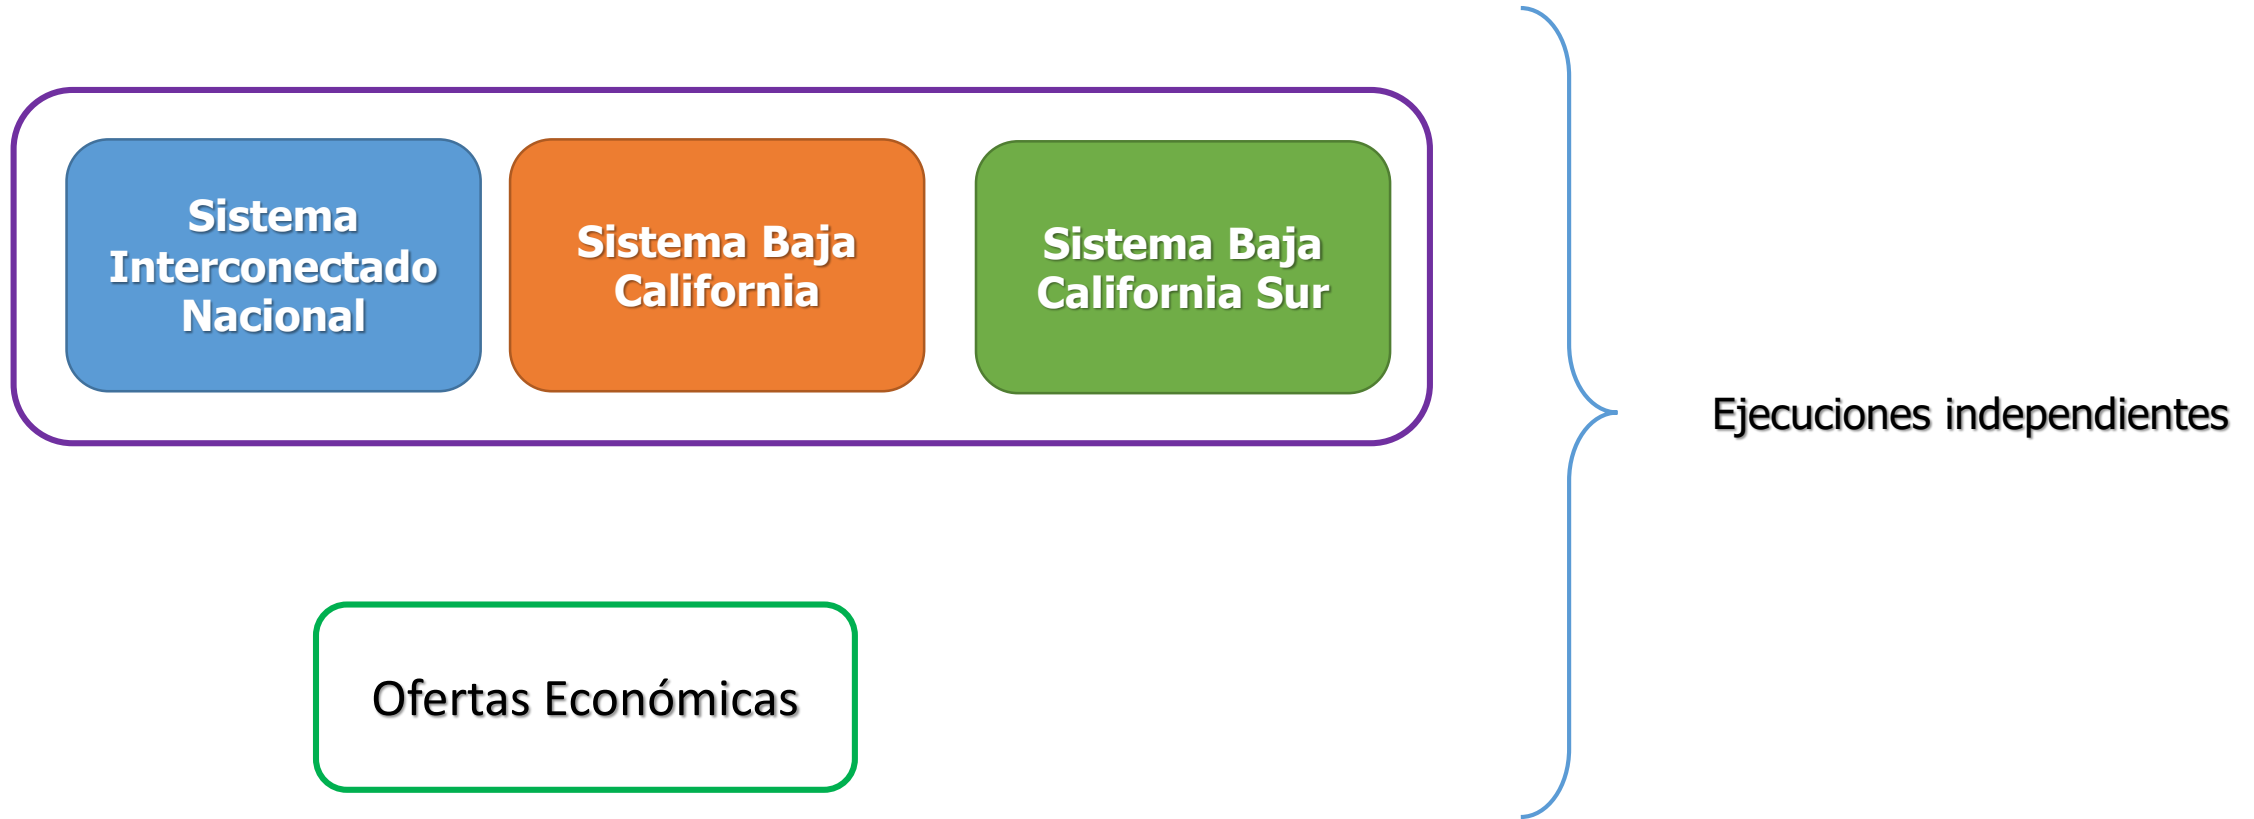 Sistema
Interconectado
Nacional
Sistema Baja
California
Sistema Baja
California Sur
Ejecuciones independientes
Ofertas Económicas